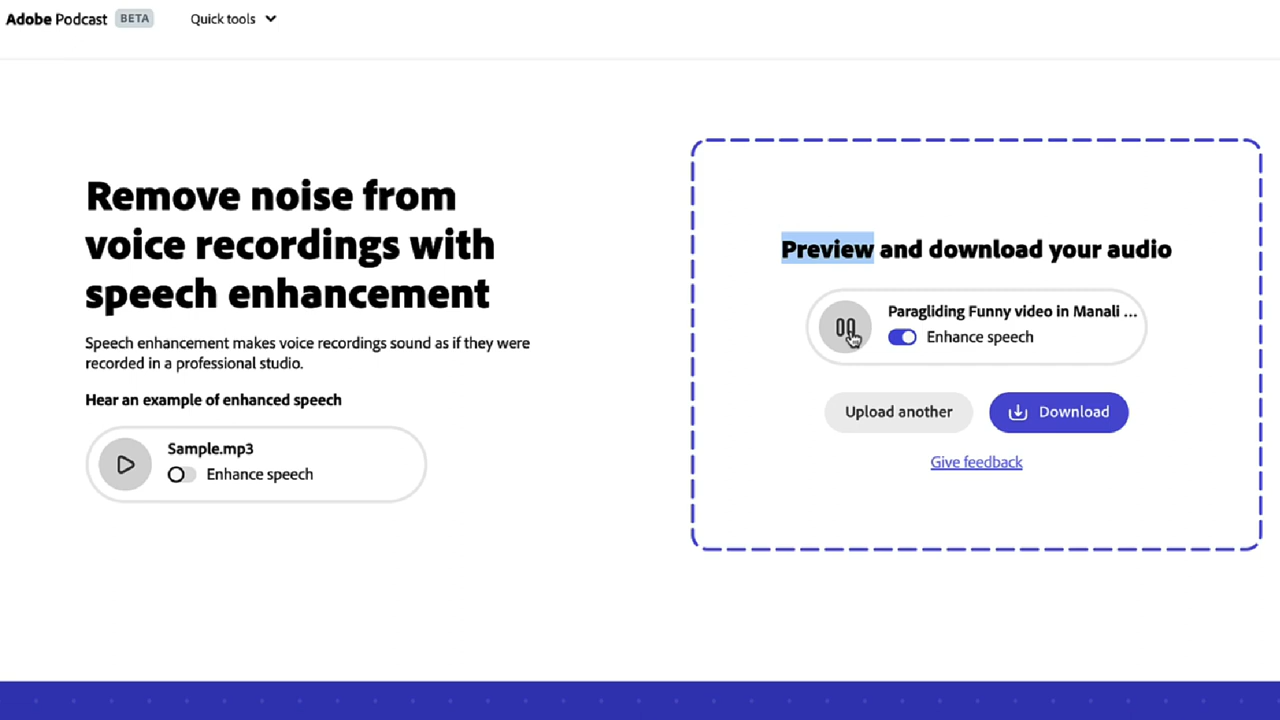 Adobe Podcast BETA Quick tools
Remove noise from
voice recordings with
speech enhancement
Speech enhancement makes voice recordings sound as if they were
recorded in a professional studio.
Hear an example of enhanced speech
Sample.mp3
Enhance speech
Preview and download your audio
Paragliding Funny video in Manali ...
Enhance speech
Upload another
Download
Give feedback